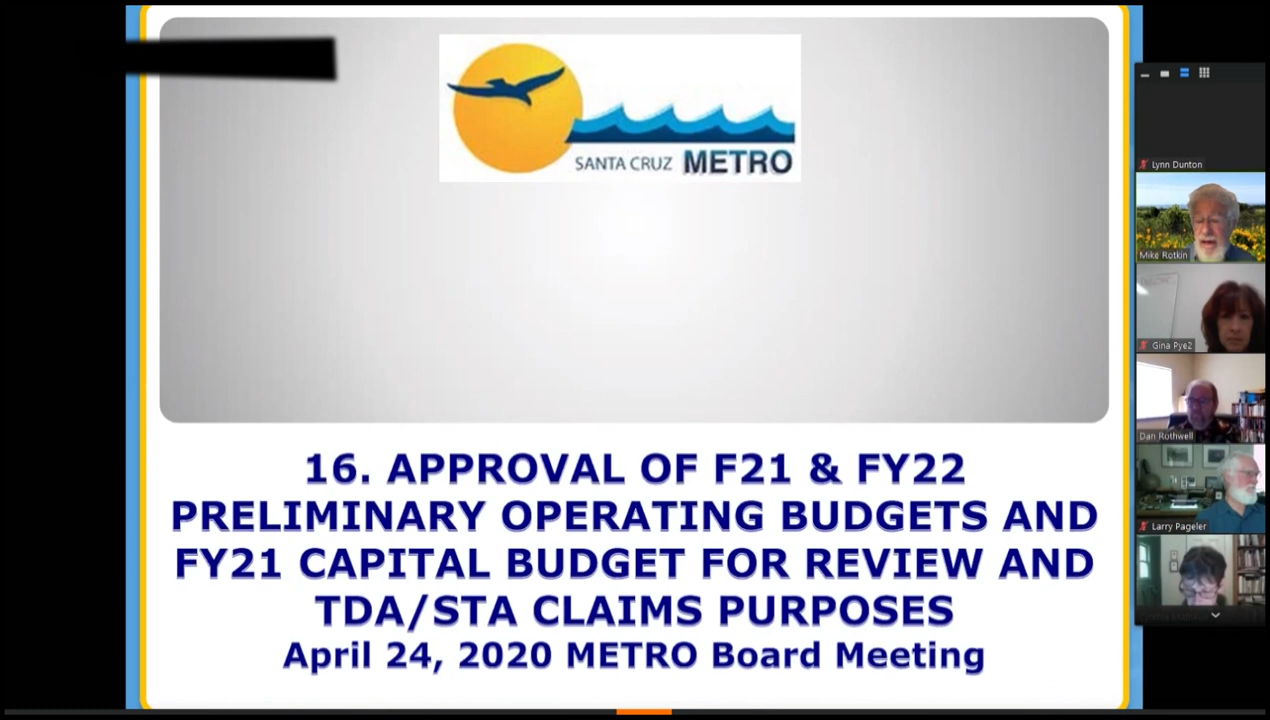 SANTA CRUZ METRO
16. APPROVAL OF F21 & FY22
PRELIMINARY OPERATING BUDGETS AND
FY21 CAPITAL BUDGET FOR REVIEW AND
TDA/STA CLAIMS PURPOSES
April 24, 2020 METRO Board Meeting
Lynn Dunton
Mike Rotkin
Gina Pye2
Dan Rothwell
Larry Pageler